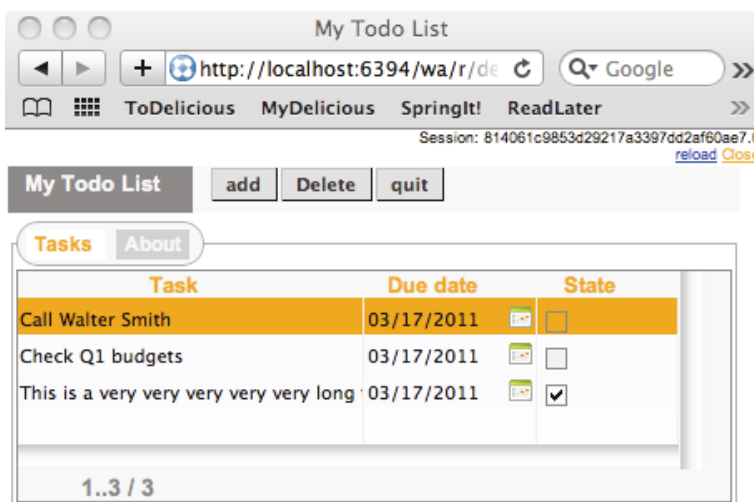 My Todo List
http://localhost:6394/wa/r/de Google
ToDelicious MyDelicious SpringIt! ReadLater
Session: 814061c9853d29217a3397dd2af60ae7.
reload Close
My Todo List add Delete quit
Tasks About
Task Due date State
Call Walter Smith 03/17/2011
Check Q1 budgets 03/17/2011
This is a very very very very very long 03/17/2011
1..3 / 3